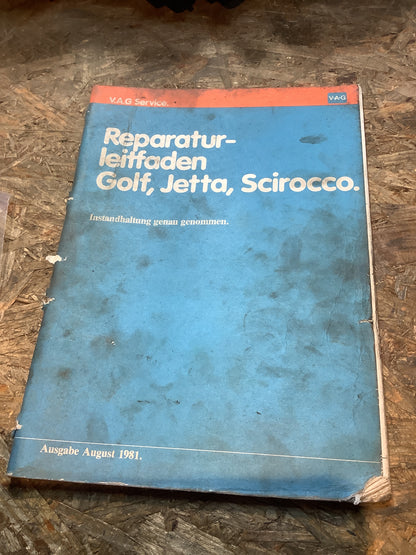 V.A.G Service.
V·A·G
Reparatur-
leitfaden
Golf, Jetta, Scirocco.
Instandhaltung genau genommen.
Ausgabe August 1981.